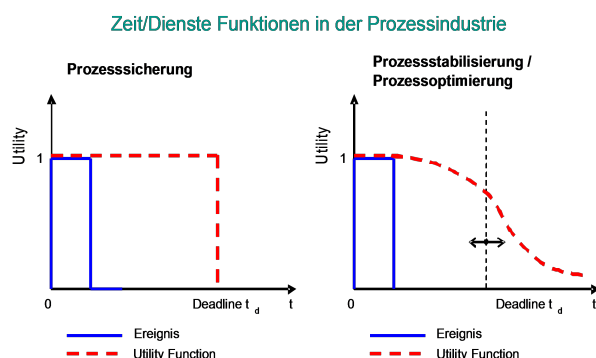 Zeit/Dienste Funktionen in der Prozessindustrie
Prozesssicherung
Utility
1
0
Deadline t d
t
Ereignis
Utility Function
Prozessstabilisierung /
Prozessoptimierung
Utility
1
0
Deadline t d
t
Ereignis
Utility Function